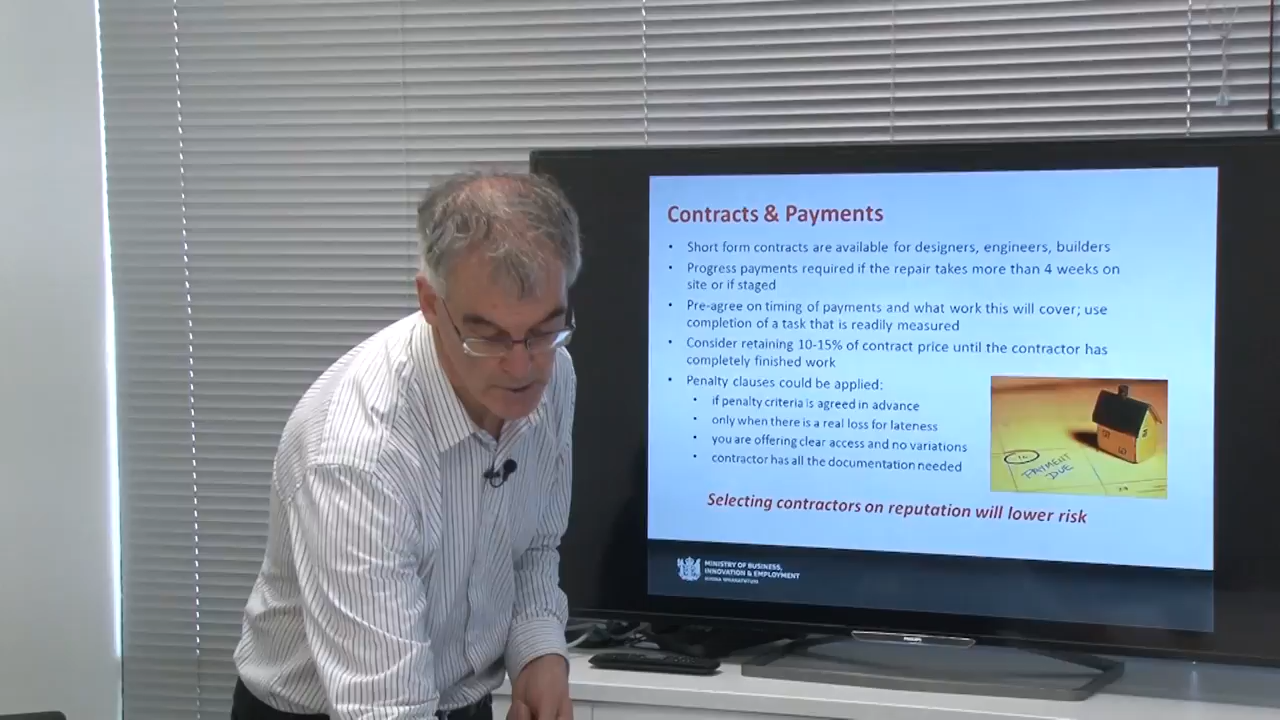 Contracts & Payments
• Short form contracts are available for designers, engineers, builders
• Progress payments required if the repair takes more than 4 weeks on
site or if staged
• Pre-agree on timing of payments and what work this will cover; use
completion of a task that is readily measured
• Consider retaining 10-15% of contract price until the contractor has
completely finished work
• Penalty clauses could be applied:
• if penalty criteria is agreed in advance
• only when there is a real loss for lateness
• you are offering clear access and no variations
• contractor has all the documentation needed
PAYMENT
DUE
Selecting contractors on reputation will lower risk
MINISTRY OF BUSINESS,
INNOVATION & EMPLOYMENT
HĪKINA WHAKATUTUKI
PHILIPS